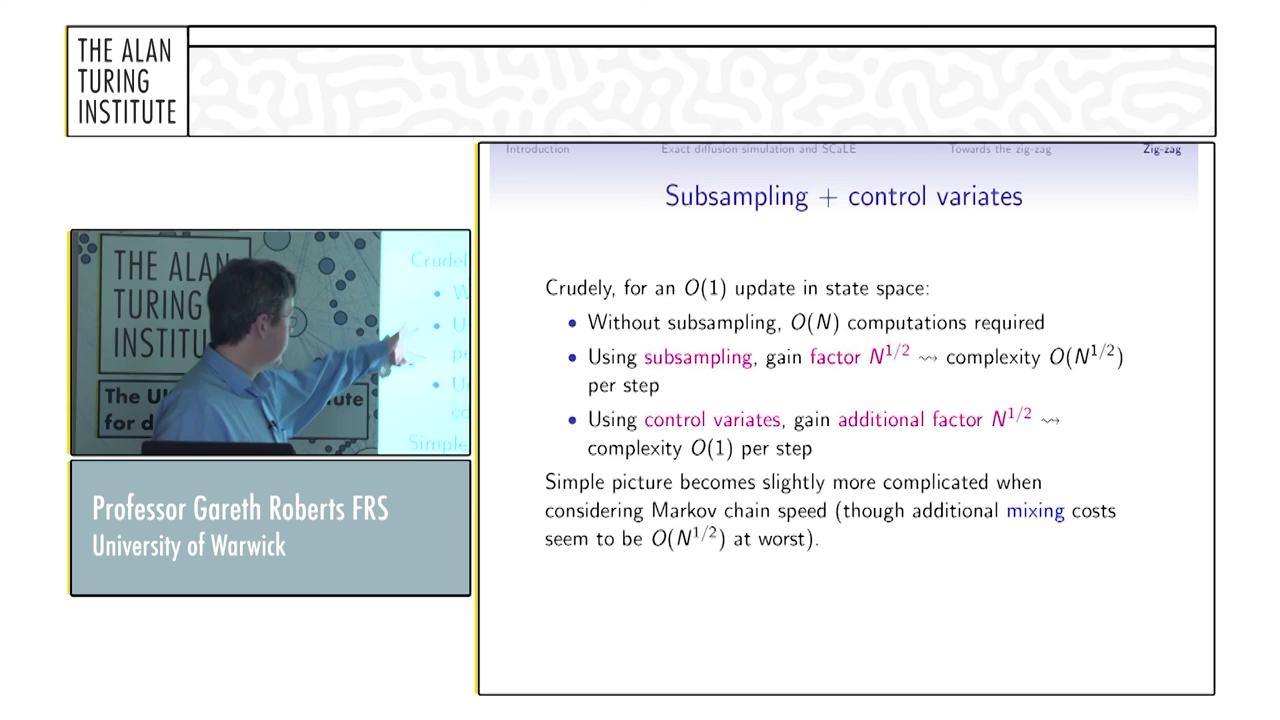 THE ALAN
TURING
INSTITUTE
Introduction
Exact diffusion simulation and SCaLE
Towards the zig-zag
Zig-zag
Subsampling + control variates
Crudely, for an O(1) update in state space:
• Without subsampling, O(N) computations required
• Using subsampling, gain factor N^{1/2} ⇝ complexity O(N^{1/2})
per step
• Using control variates, gain additional factor N^{1/2} ⇝
complexity O(1) per step
Simple picture becomes slightly more complicated when
considering Markov chain speed (though additional mixing costs
seem to be O(N^{1/2}) at worst).
THE ALAN
TURING
INSTITUTE
The
for d
Simple
Professor Gareth Roberts FRS
University of Warwick